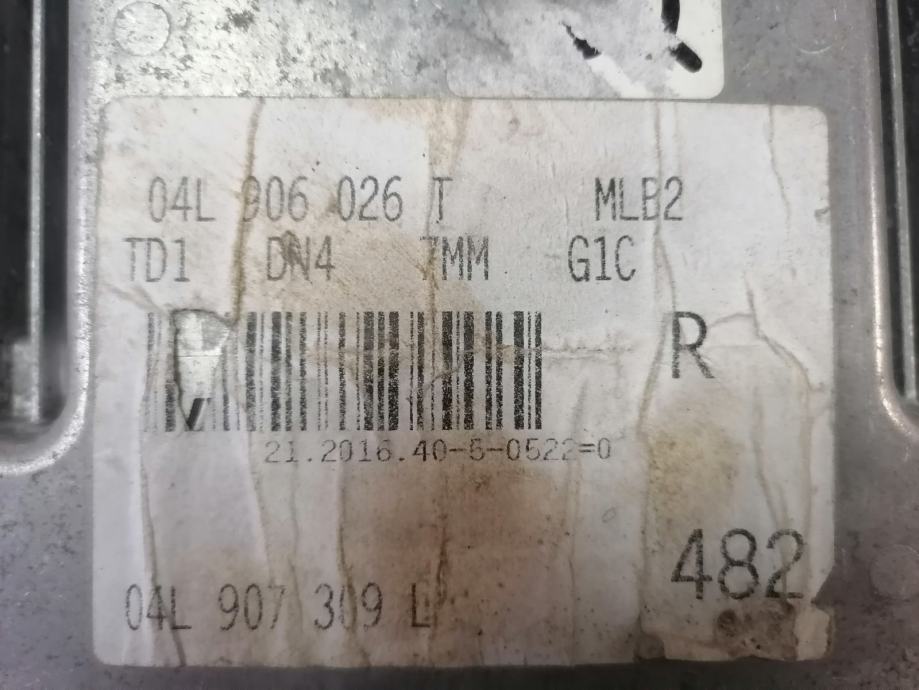 04L 906 026 T MLB2
TD1 DN4 7MM G1C
R
21.2016.40-6-0522=0
482
04L 907 309 L